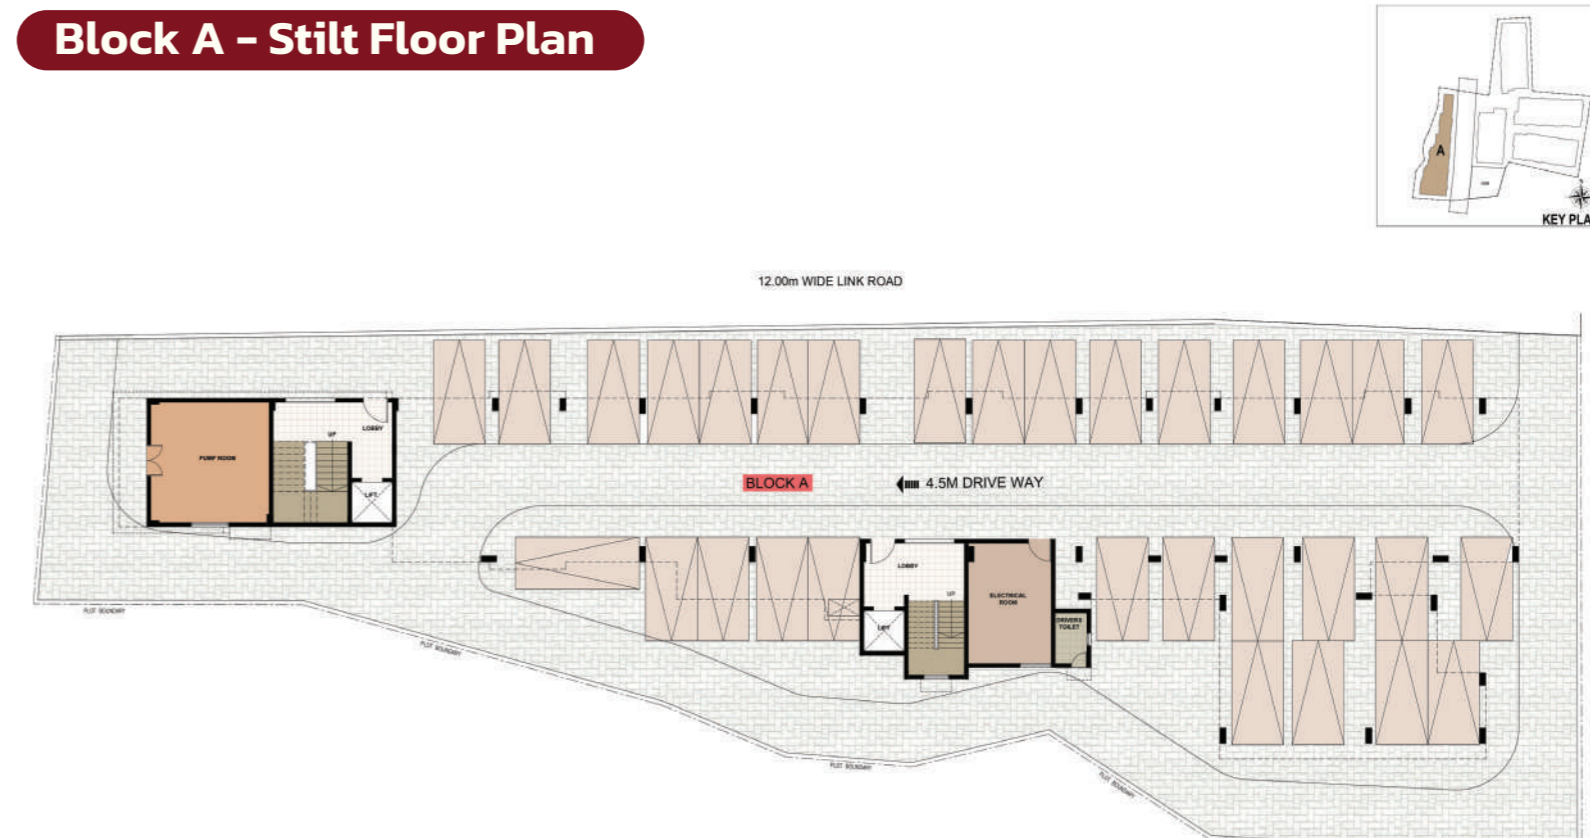 Block A - Stilt Floor Plan
A
KEY PLA
12.00m WIDE LINK ROAD
LOBBY
UP
PUMP ROOM
LIFT
BLOCK A
4.5M DRIVE WAY
LOBBY
UP
ELECTRICAL
ROOM
DRIVERS
TOILET
LIFT
PLOT BOUNDARY
PLOT BOUNDARY
PLOT BOUNDARY
PLOT BOUNDARY